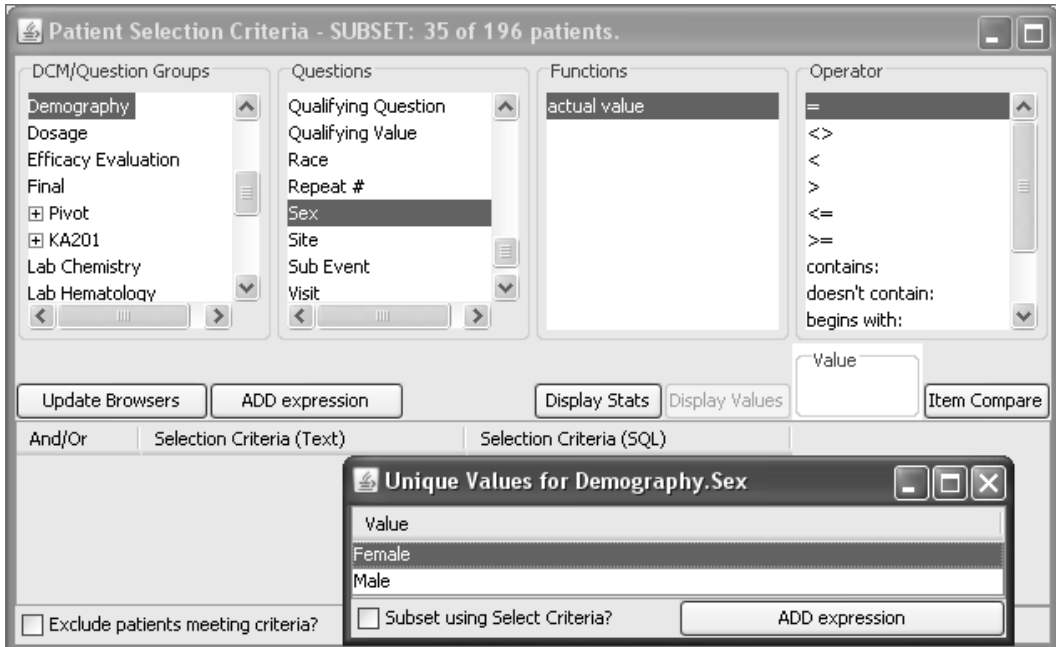 Patient Selection Criteria - SUBSET: 35 of 196 patients.
DCM/Question Groups
Demography
Dosage
Efficacy Evaluation
Final
Pivot
KA201
Lab Chemistry
Lab Hematology
Questions
Qualifying Question
Qualifying Value
Race
Repeat #
Sex
Site
Sub Event
Visit
Functions
actual value
Operator
=
<>
<
>
<=
>=
contains:
doesn't contain:
begins with:
Value
Update Browsers ADD expression Display Stats Display Values Item Compare
And/Or Selection Criteria (Text) Selection Criteria (SQL)
Unique Values for Demography.Sex
Value
Female
Male
Subset using Select Criteria? ADD expression
Exclude patients meeting criteria?